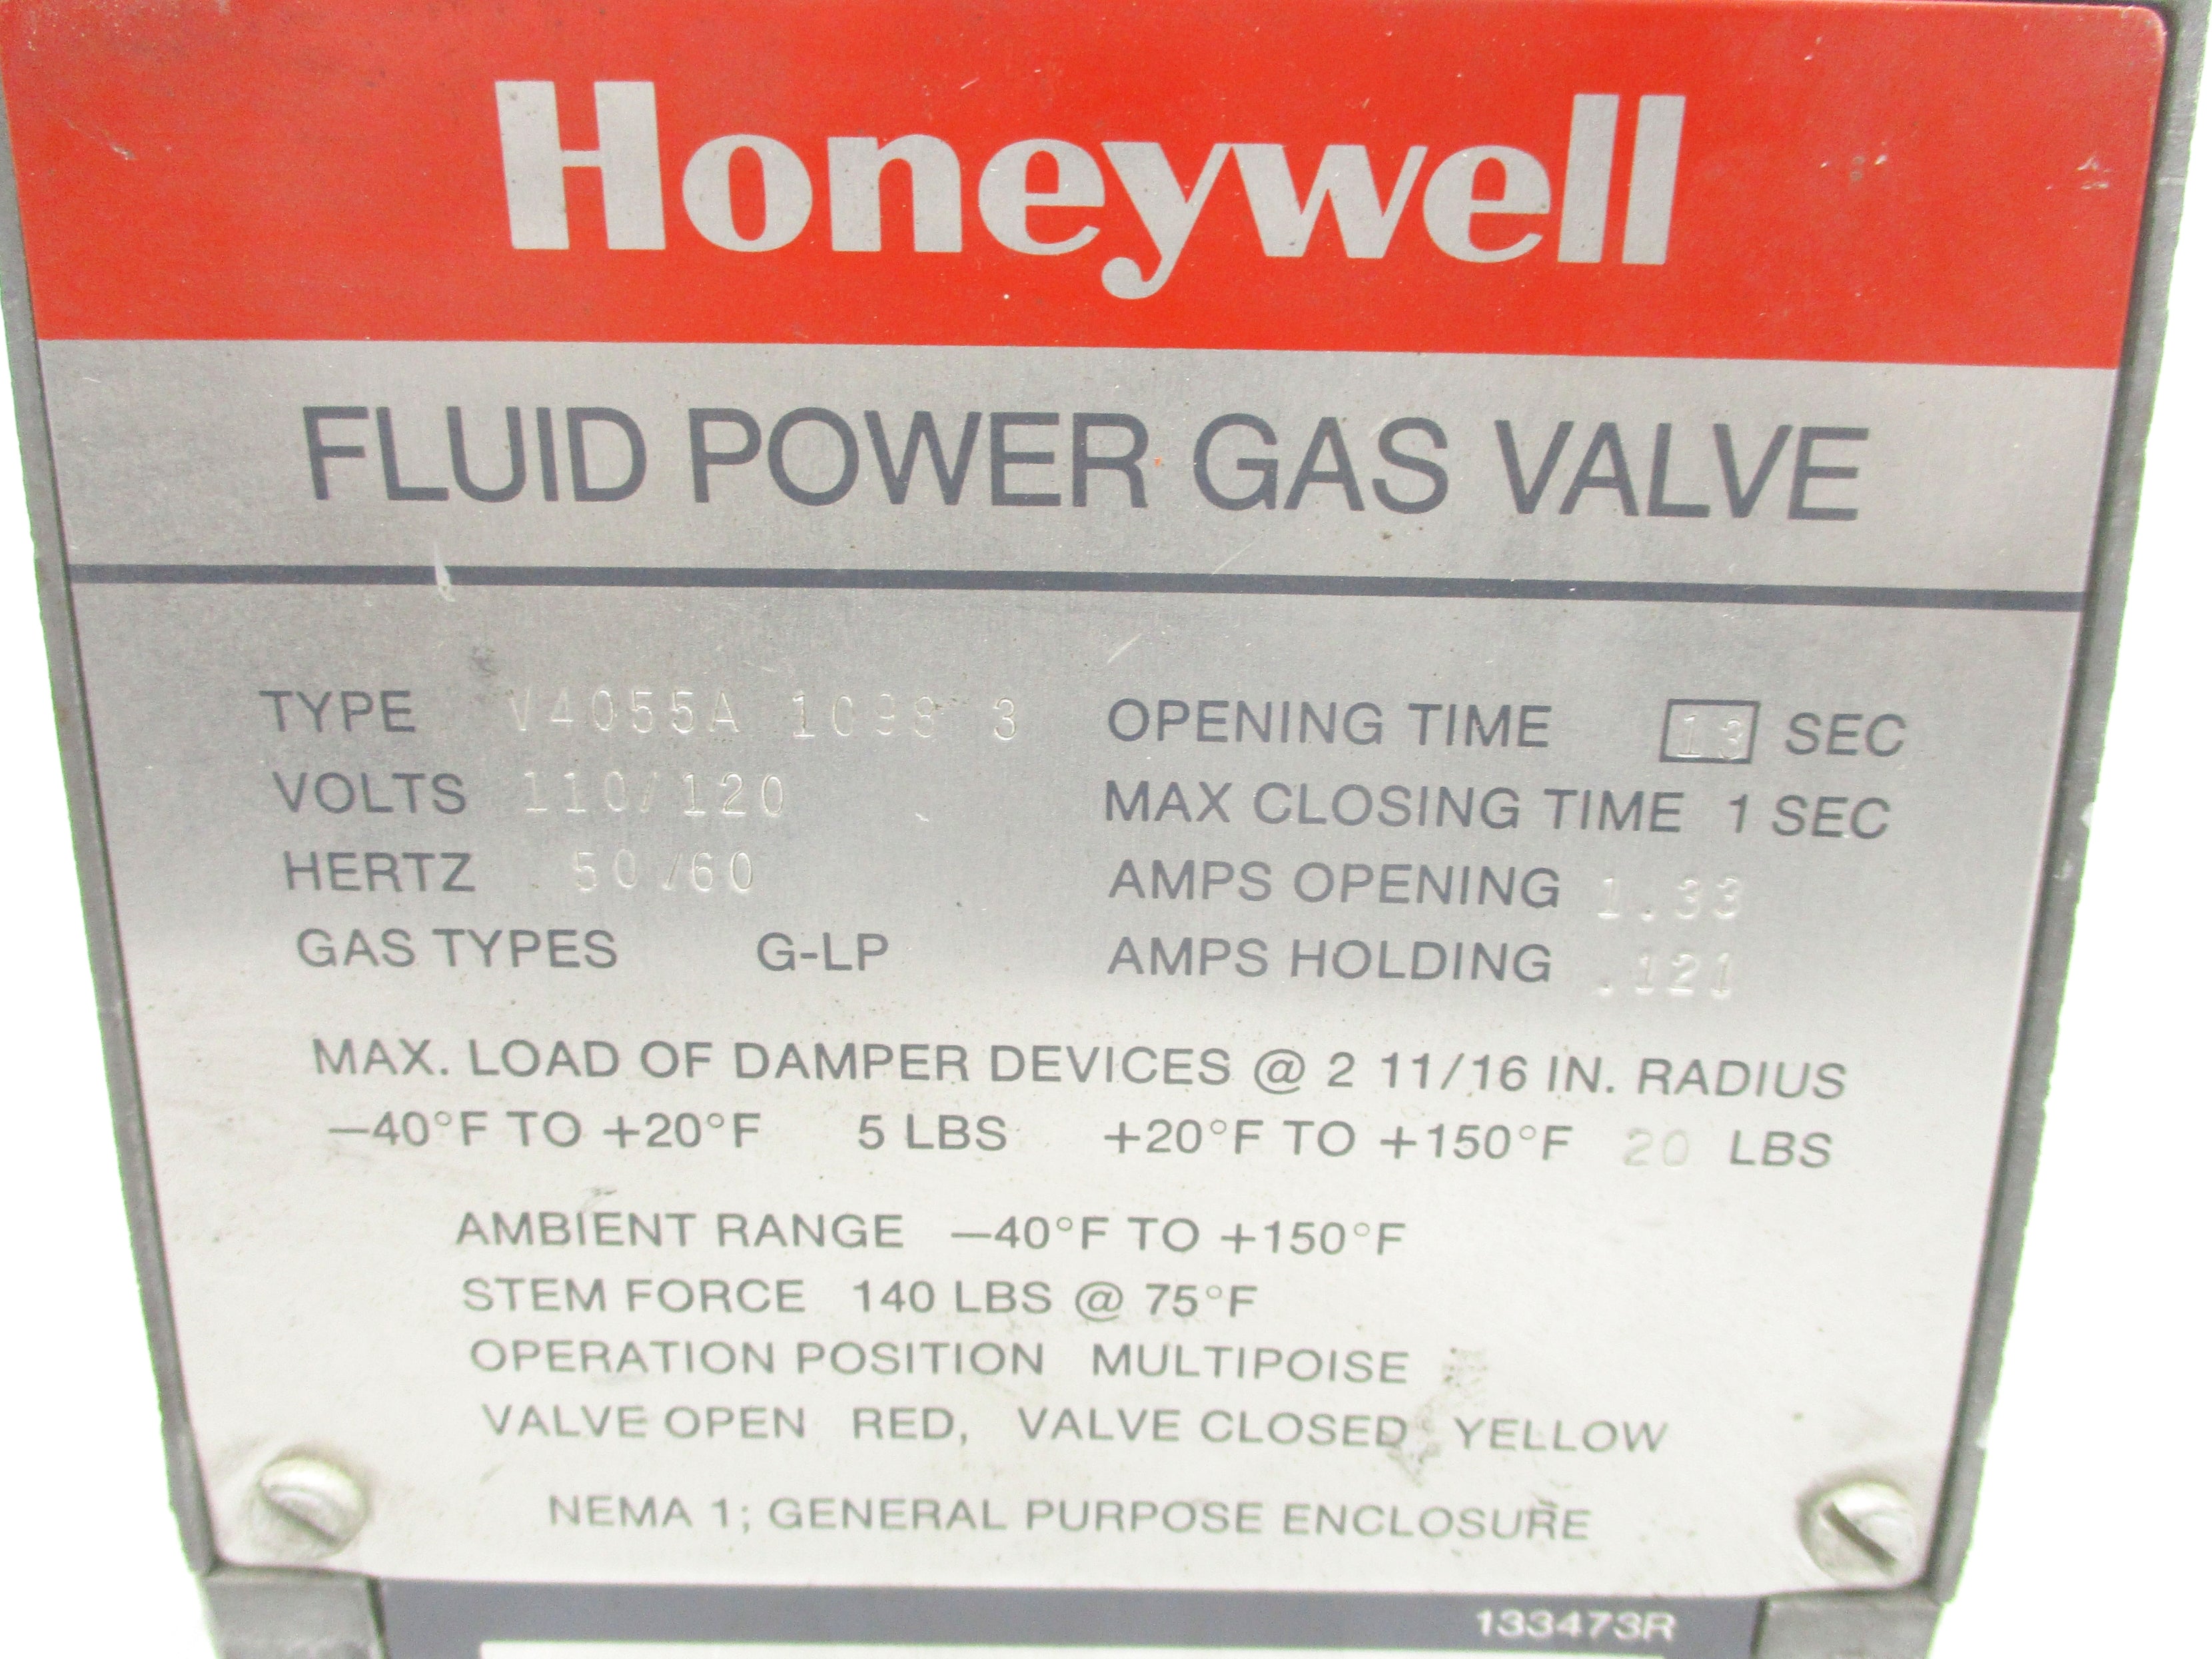 Honeywell
FLUID POWER GAS VALVE
TYPE V4055A 1098 3
VOLTS 110/120
HERTZ 50/60
GAS TYPES G-LP
OPENING TIME 13 SEC
MAX CLOSING TIME 1 SEC
AMPS OPENING 1.33
AMPS HOLDING .121
MAX. LOAD OF DAMPER DEVICES @ 2 11/16 IN. RADIUS
—40°F TO +20°F 5 LBS +20°F TO +150°F 20 LBS
AMBIENT RANGE —40°F TO +150°F
STEM FORCE 140 LBS @ 75°F
OPERATION POSITION MULTIPOISE
VALVE OPEN RED, VALVE CLOSED YELLOW
NEMA 1; GENERAL PURPOSE ENCLOSURE
133473R